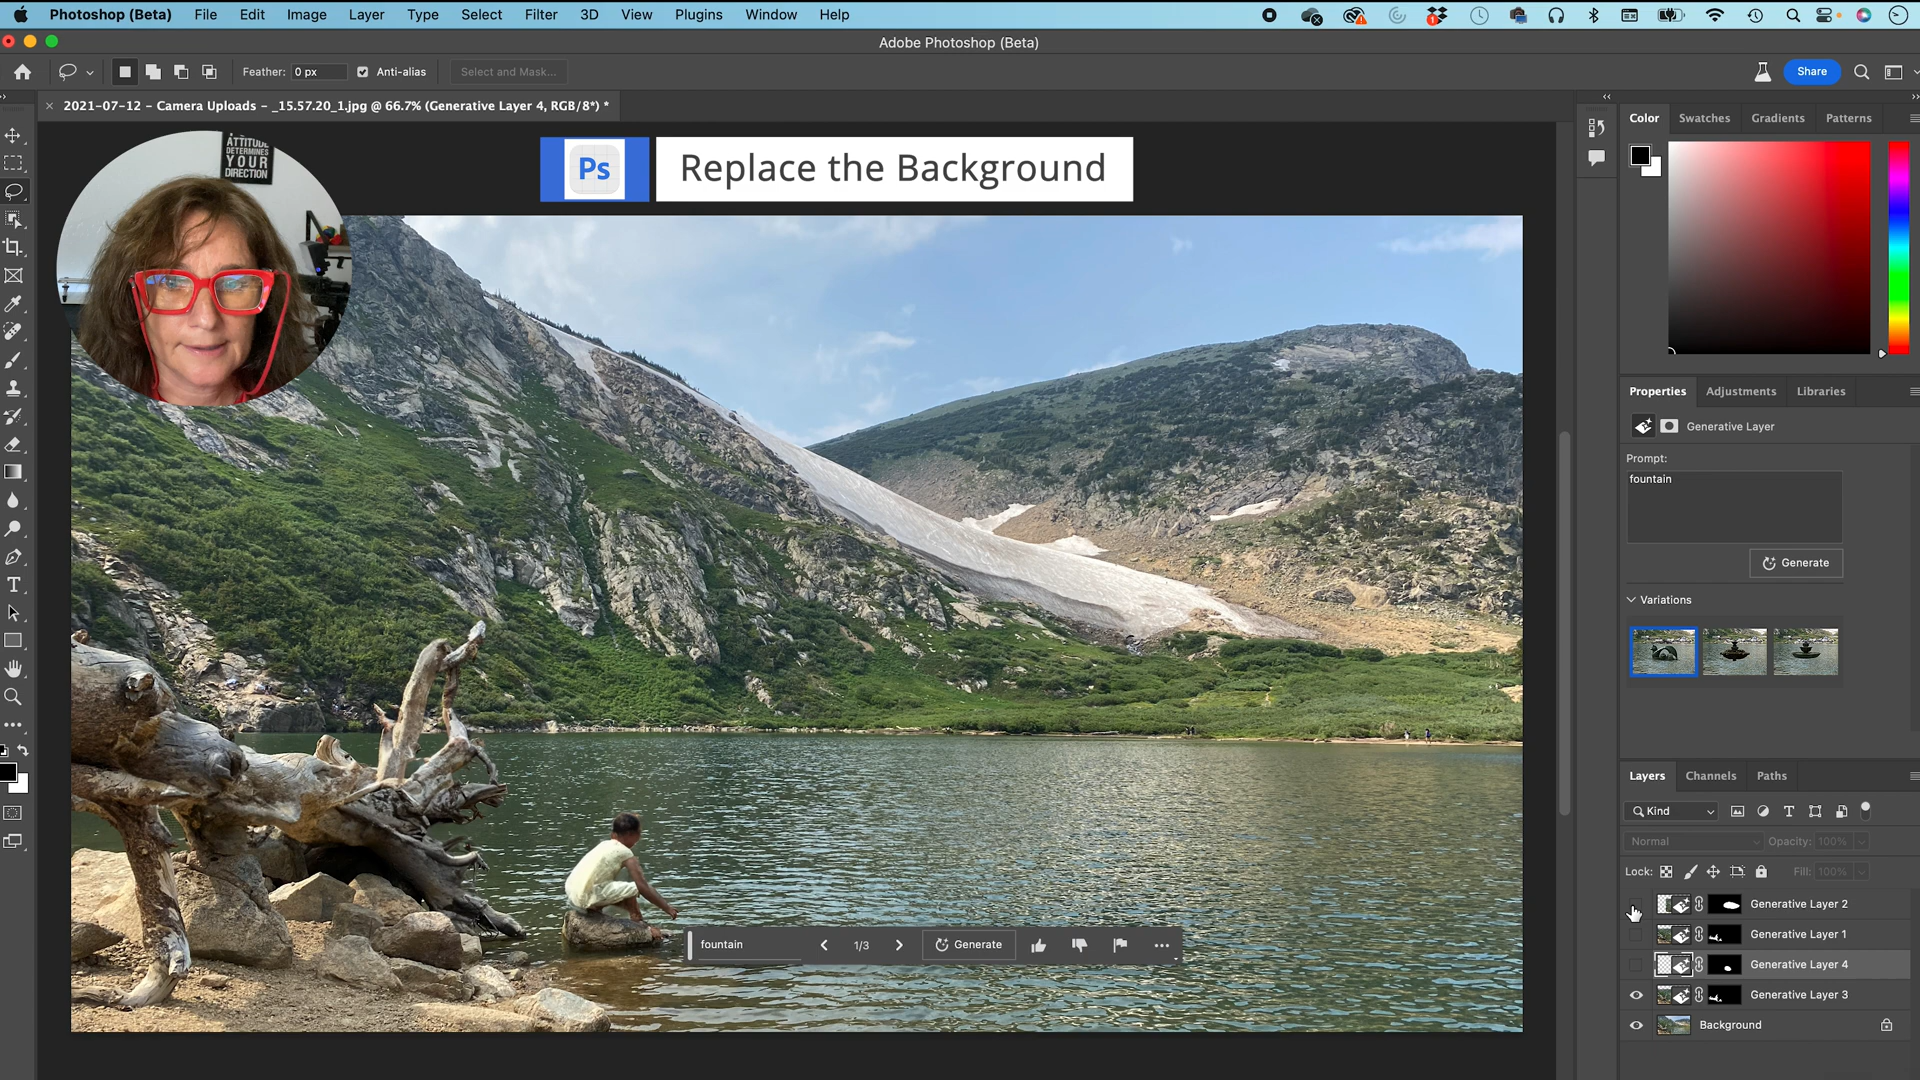 Photoshop (Beta) File Edit Image Layer Type Select Filter 3D View Plugins Window Help
Adobe Photoshop (Beta)
Feather: 0 px Anti-alias Select and Mask... Share
2021-07-12 - Camera Uploads - _15.57.20_1.jpg @ 66.7% (Generative Layer 4, RGB/8*) *
Color Swatches Gradients Patterns
ATTITUDE
DETERMINES
YOUR
DIRECTION
Ps Replace the Background
Properties Adjustments Libraries
Generative Layer
Prompt:
fountain
Generate
Variations
Layers Channels Paths
Kind
Normal Opacity: 100%
Lock: Fill: 100%
Generative Layer 2
Generative Layer 1
fountain 1/3 Generate
Generative Layer 4
Generative Layer 3
Background